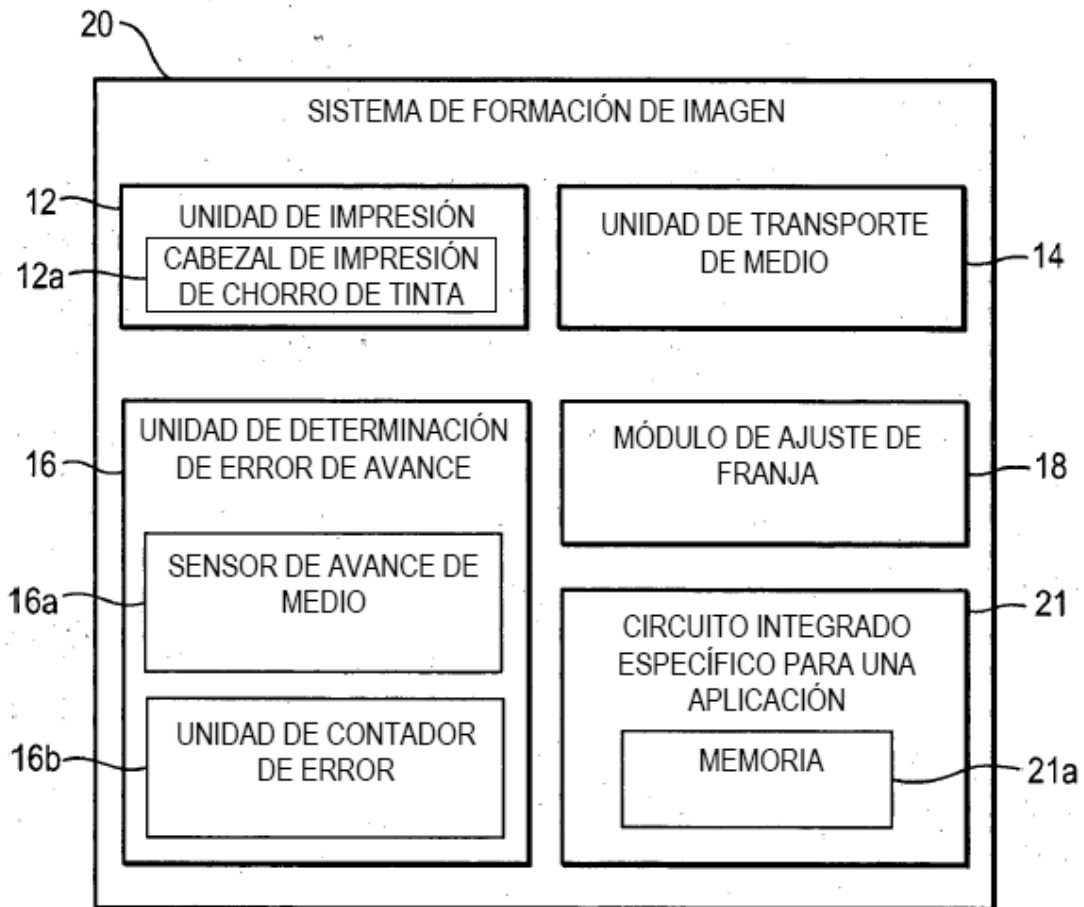 20
SISTEMA DE FORMACIÓN DE IMAGEN
12
UNIDAD DE IMPRESIÓN
12a
CABEZAL DE IMPRESIÓN
DE CHORRO DE TINTA
UNIDAD DE TRANSPORTE
DE MEDIO
14
16
UNIDAD DE DETERMINACIÓN
DE ERROR DE AVANCE
16a
SENSOR DE AVANCE DE
MEDIO
16b
UNIDAD DE CONTADOR
DE ERROR
MÓDULO DE AJUSTE DE
FRANJA
18
21
CIRCUITO INTEGRADO
ESPECÍFICO PARA UNA
APLICACIÓN
MEMORIA
21a